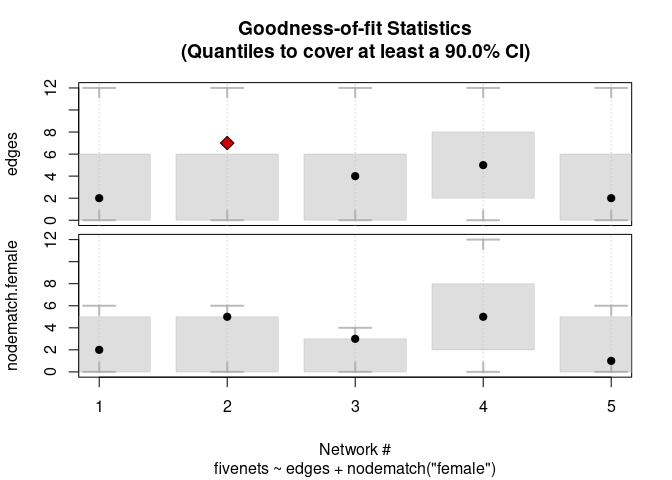 Goodness-of-fit Statistics
(Quantiles to cover at least a 90.0% CI)
edges
12
8
6
4
2
0
nodematch.female
12
8
6
4
2
0
1 2 3 4 5
Network #
fivenets ~ edges + nodematch("female")